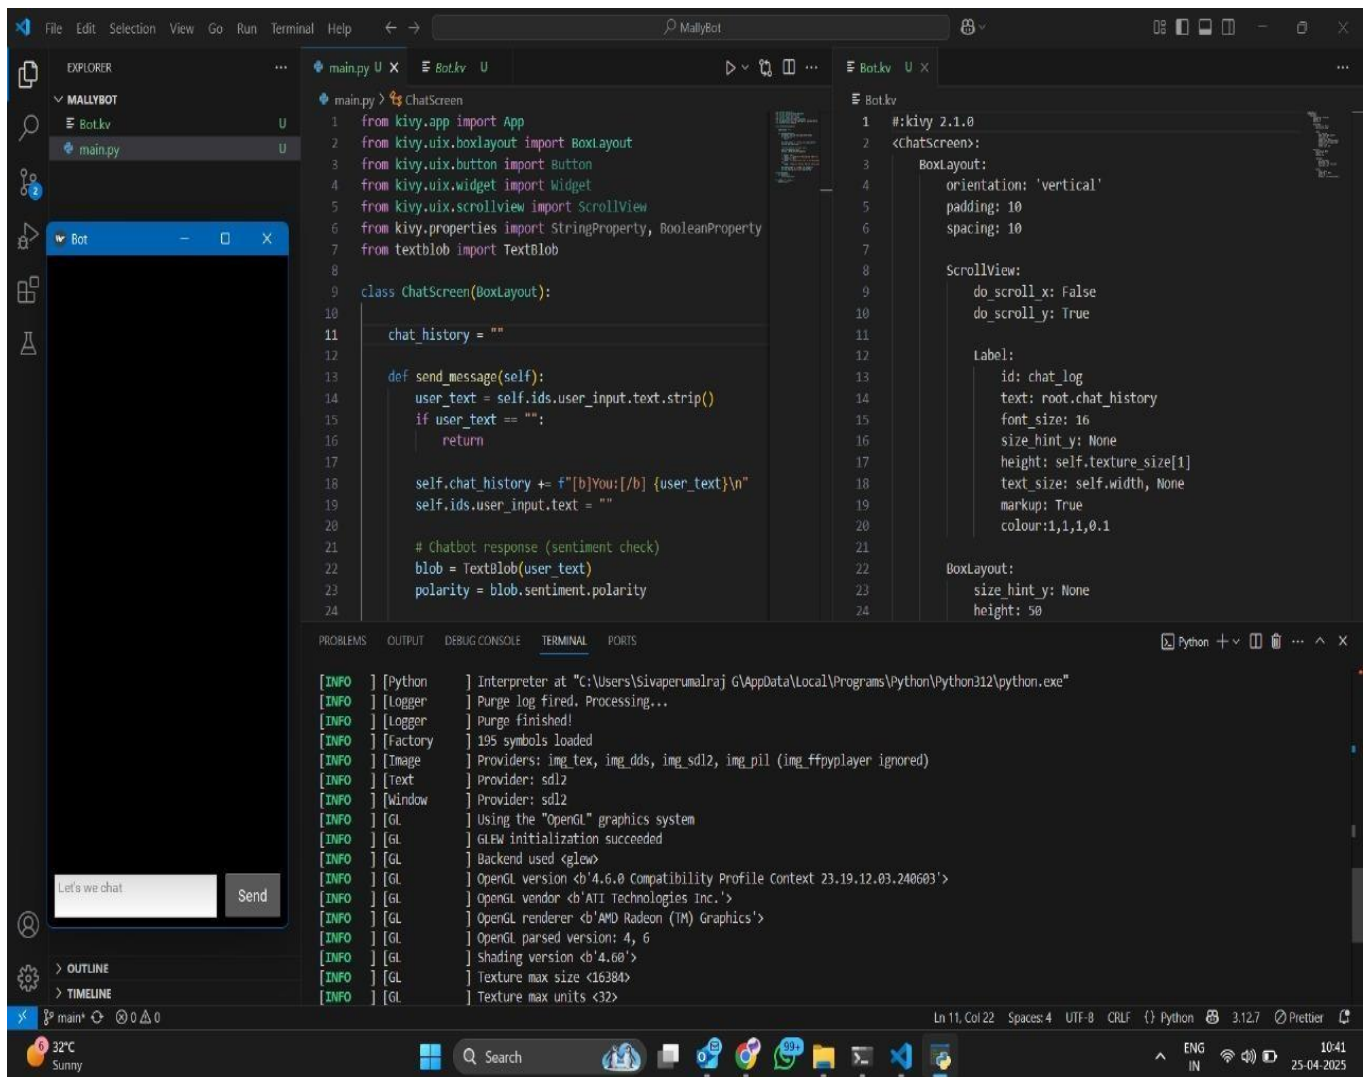 File Edit Selection View Go Run Terminal Help
MallyBot
EXPLORER
MALLYBOT
Bot.kv U
main.py U
main.py U
Bot.kv U
main.py > ChatScreen
1 from kivy.app import App
2 from kivy.uix.boxlayout import BoxLayout
3 from kivy.uix.button import Button
4 from kivy.uix.widget import Widget
5 from kivy.uix.scrollview import ScrollView
6 from kivy.properties import StringProperty, BooleanProperty
7 from textblob import TextBlob
8
9 class ChatScreen(BoxLayout):
10
11 chat_history = ""
12
13 def send_message(self):
14 user_text = self.ids.user_input.text.strip()
15 if user_text == "":
16 return
17
18 self.chat_history += f"[b]You:[/b] {user_text}\n"
19 self.ids.user_input.text = ""
20
21 # Chatbot response (sentiment check)
22 blob = TextBlob(user_text)
23 polarity = blob.sentiment.polarity
24
Bot.kv U
Bot.kv
1 #:kivy 2.1.0
2 <ChatScreen>:
3 BoxLayout:
4 orientation: 'vertical'
5 padding: 10
6 spacing: 10
7
8 ScrollView:
9 do_scroll_x: False
10 do_scroll_y: True
11
12 Label:
13 id: chat_log
14 text: root.chat_history
15 font_size: 16
16 size_hint_y: None
17 height: self.texture_size[1]
18 text_size: self.width, None
19 markup: True
20 colour:1,1,1,0.1
21
22 BoxLayout:
23 size_hint_y: None
24 height: 50
2
Bot
Let's we chat
Send
OUTLINE
TIMELINE
PROBLEMS OUTPUT DEBUG CONSOLE TERMINAL PORTS
Python
[INFO ] [Python ] Interpreter at "C:\Users\Sivaperumalraj G\AppData\Local\Programs\Python\Python312\python.exe"
[INFO ] [Logger ] Purge log fired. Processing...
[INFO ] [Logger ] Purge finished!
[INFO ] [Factory ] 195 symbols loaded
[INFO ] [Image ] Providers: img_tex, img_dds, img_sdl2, img_pil (img_ffpyplayer ignored)
[INFO ] [Text ] Provider: sdl2
[INFO ] [Window ] Provider: sdl2
[INFO ] [GL ] Using the "OpenGL" graphics system
[INFO ] [GL ] GLEW initialization succeeded
[INFO ] [GL ] Backend used <glew>
[INFO ] [GL ] OpenGL version <b'4.6.0 Compatibility Profile Context 23.19.12.03.240603'>
[INFO ] [GL ] OpenGL vendor <b'ATI Technologies Inc.'>
[INFO ] [GL ] OpenGL renderer <b'AMD Radeon (TM) Graphics'>
[INFO ] [GL ] OpenGL parsed version: 4, 6
[INFO ] [GL ] Shading version <b'4.60'>
[INFO ] [GL ] Texture max size <16384>
[INFO ] [GL ] Texture max units <32>
main* 0 0 Ln 11, Col 22 Spaces: 4 UTF-8 CRLF {} Python 3.12.7 Prettier
6
32°C
Sunny
Search
99+
ENG
IN
10:41
25-04-2025